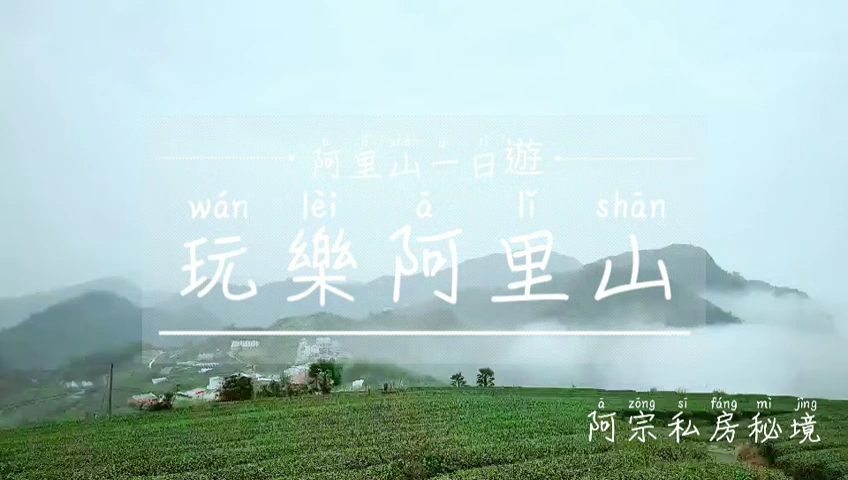 阿里山一日遊
wán lèi ā lǐ shān
玩樂阿里山
ā zōng sī fáng mì jìng
阿宗私房秘境